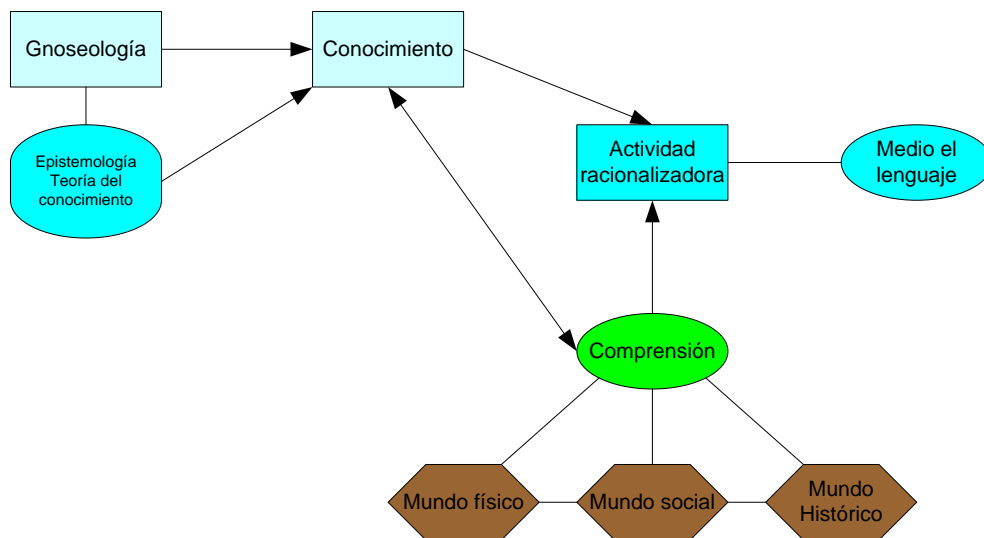 Gnoseología
Conocimiento
Epistemología
Teoría del
conocimiento
Actividad
racionalizadora
Medio el
lenguaje
Comprensión
Mundo físico
Mundo social
Mundo
Histórico